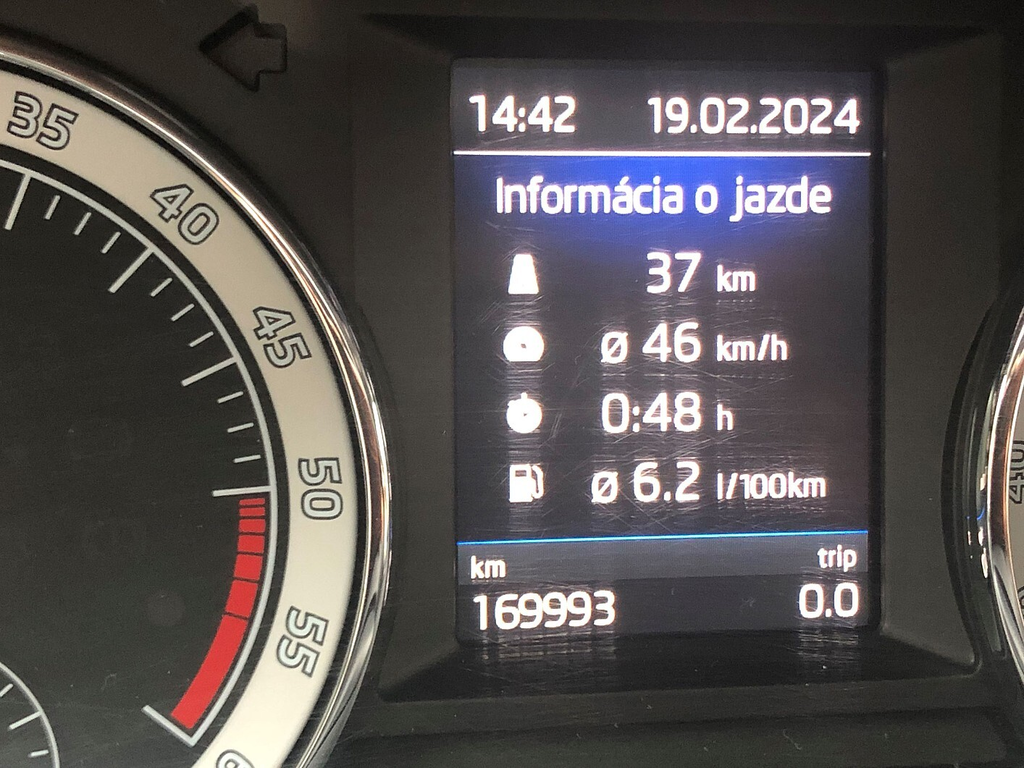 14:42 19.02.2024
Informácia o jazde
37 km
ø 46 km/h
0:48 h
ø 6.2 l/100km
km trip
169993 0.0
35
40
45
50
55